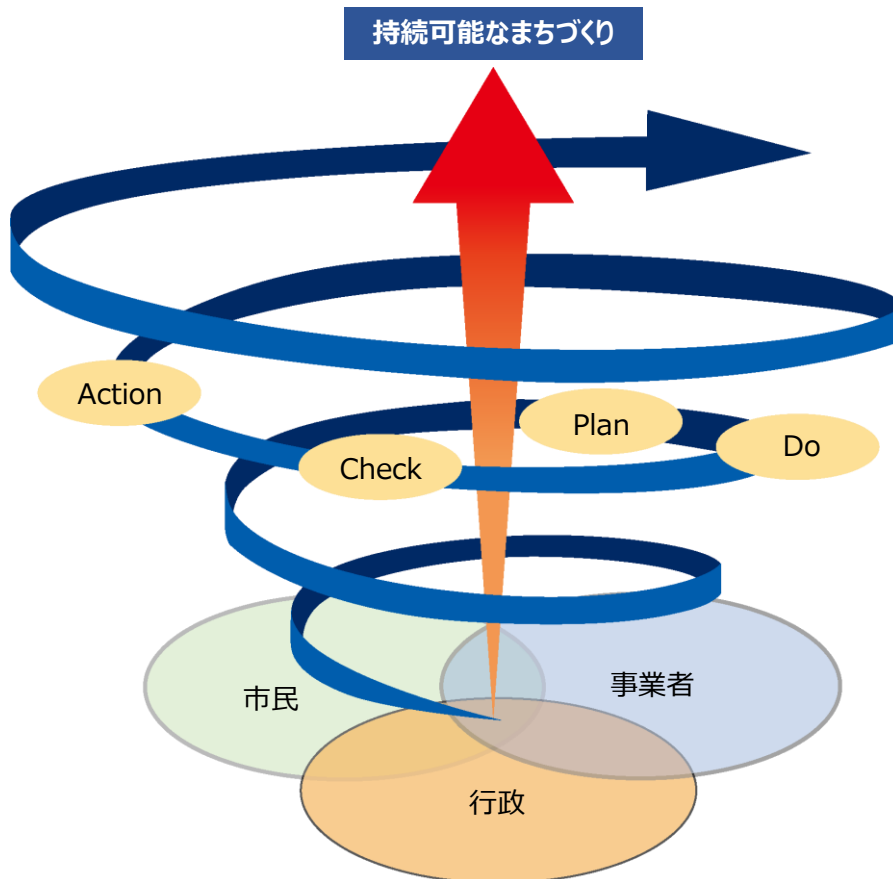 持続可能なまちづくり
Action
Plan
Check
Do
市民
事業者
行政